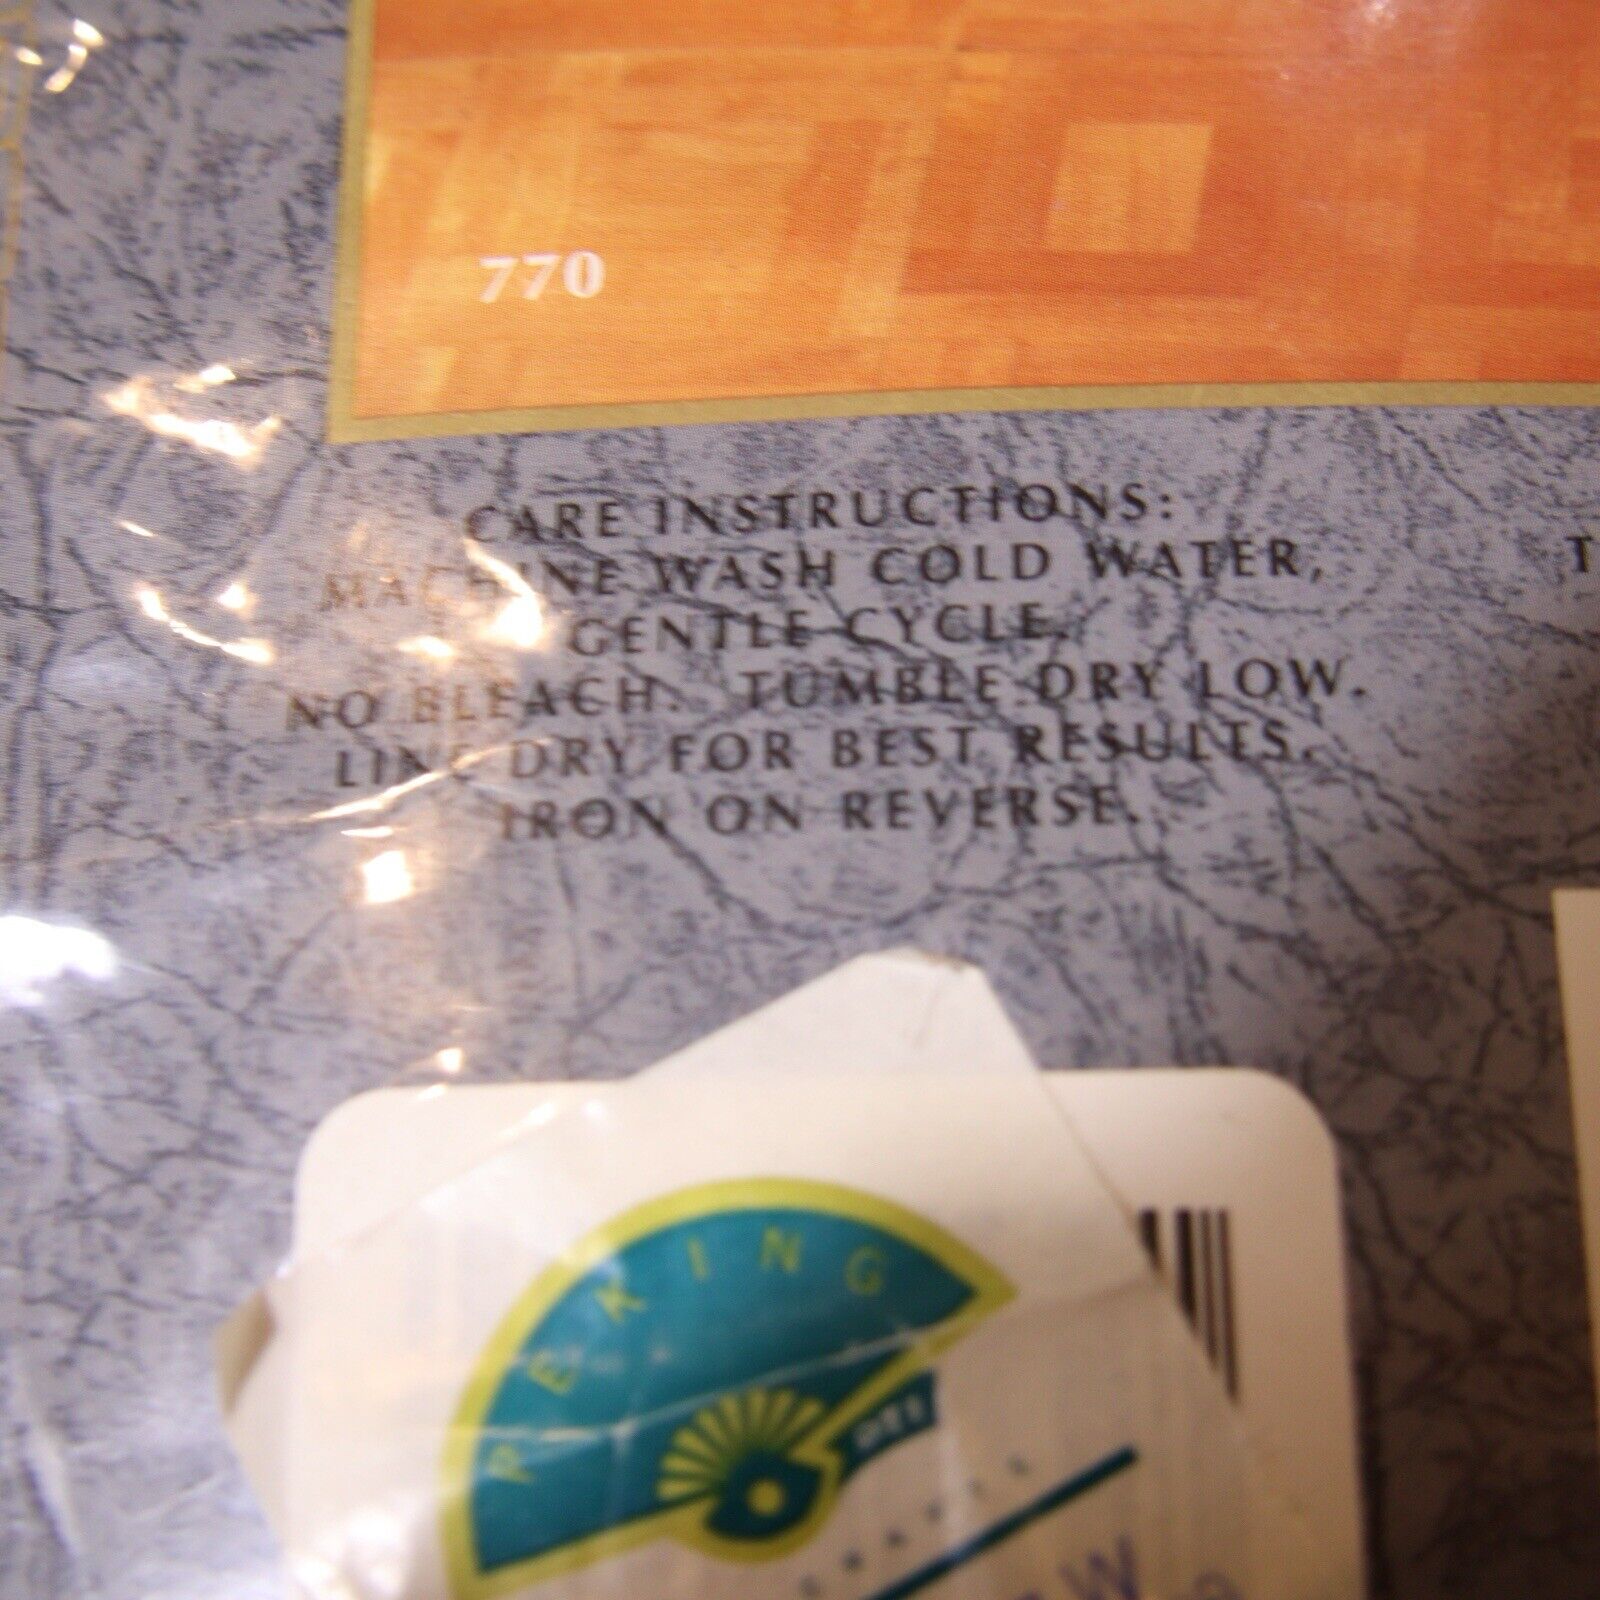 770
CARE INSTRUCTIONS:
MACHINE WASH COLD WATER,
GENTLE CYCLE.
NO BLEACH. TUMBLE DRY LOW.
LINE DRY FOR BEST RESULTS.
IRON ON REVERSE.
T
PEKING